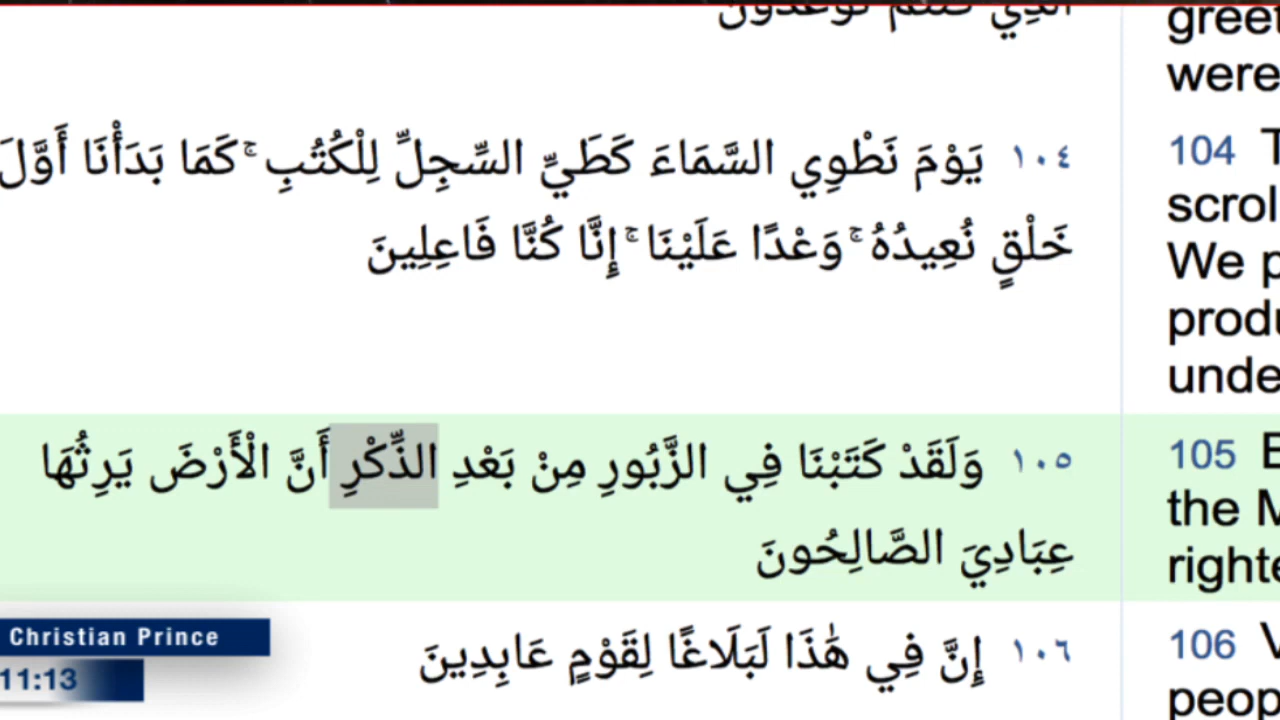 greet
were
١٠٤ يَوْمَ نَطْوِي السَّمَاءَ كَطَيِّ السِّجِلِّ لِلْكُتُبِ ۚ كَمَا بَدَأْنَا أَوَّلَ
خَلْقٍ نُعِيدُهُ ۚ وَعْدًا عَلَيْنَا ۚ إِنَّا كُنَّا فَاعِلِينَ
104 T
scrol
We p
produ
unde
١٠٥ وَلَقَدْ كَتَبْنَا فِي الزَّبُورِ مِنْ بَعْدِ الذِّكْرِ أَنَّ الْأَرْضَ يَرِثُهَا
عِبَادِيَ الصَّالِحُونَ
105 E
the M
righte
١٠٦ إِنَّ فِي هَٰذَا لَبَلَاغًا لِقَوْمٍ عَابِدِينَ
106 V
peop
Christian Prince
11:13